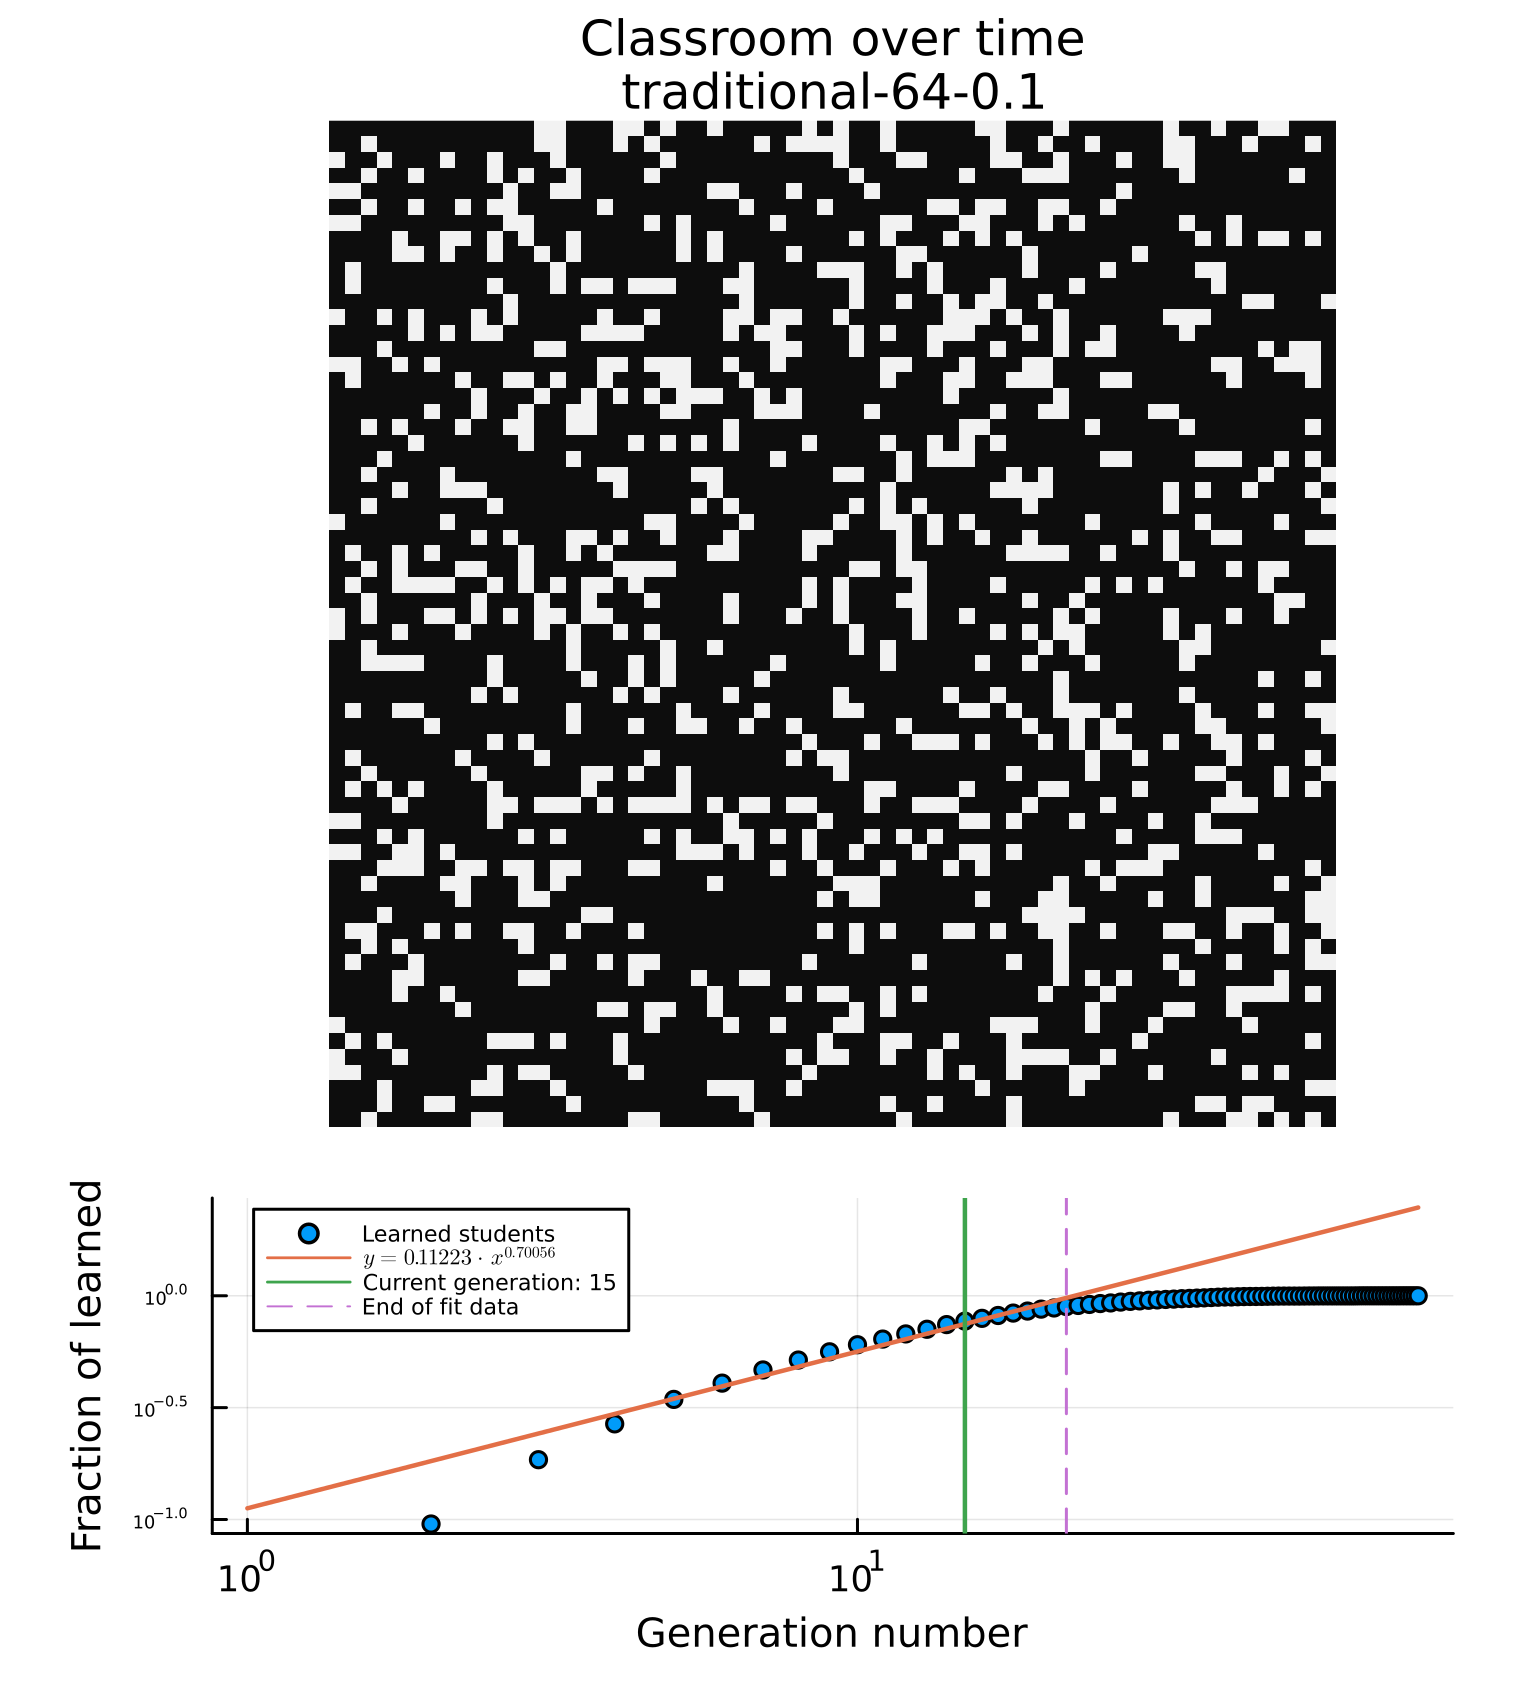 Classroom over time
traditional-64-0.1
Fraction of learned
Learned students
y = 0.11223 · x^0.70056
Current generation: 15
End of fit data
10^0.0
10^−0.5
10^−1.0
10^0
10^1
Generation number